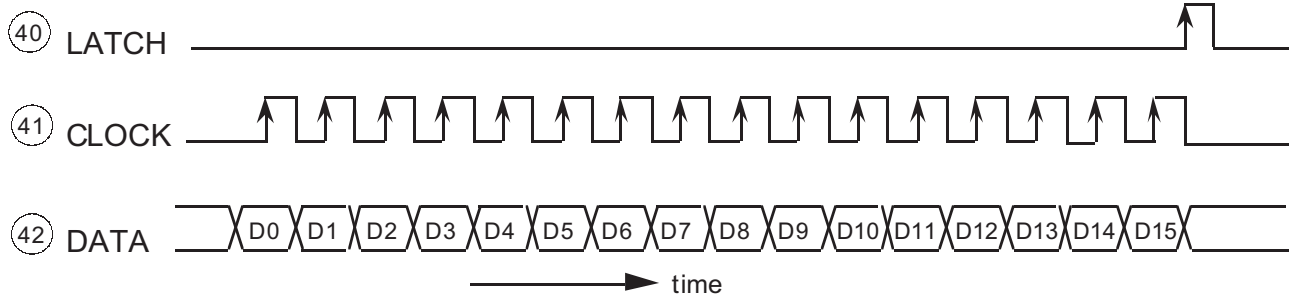 40 LATCH
41 CLOCK
42 DATA D0 D1 D2 D3 D4 D5 D6 D7 D8 D9 D10 D11 D12 D13 D14 D15
time